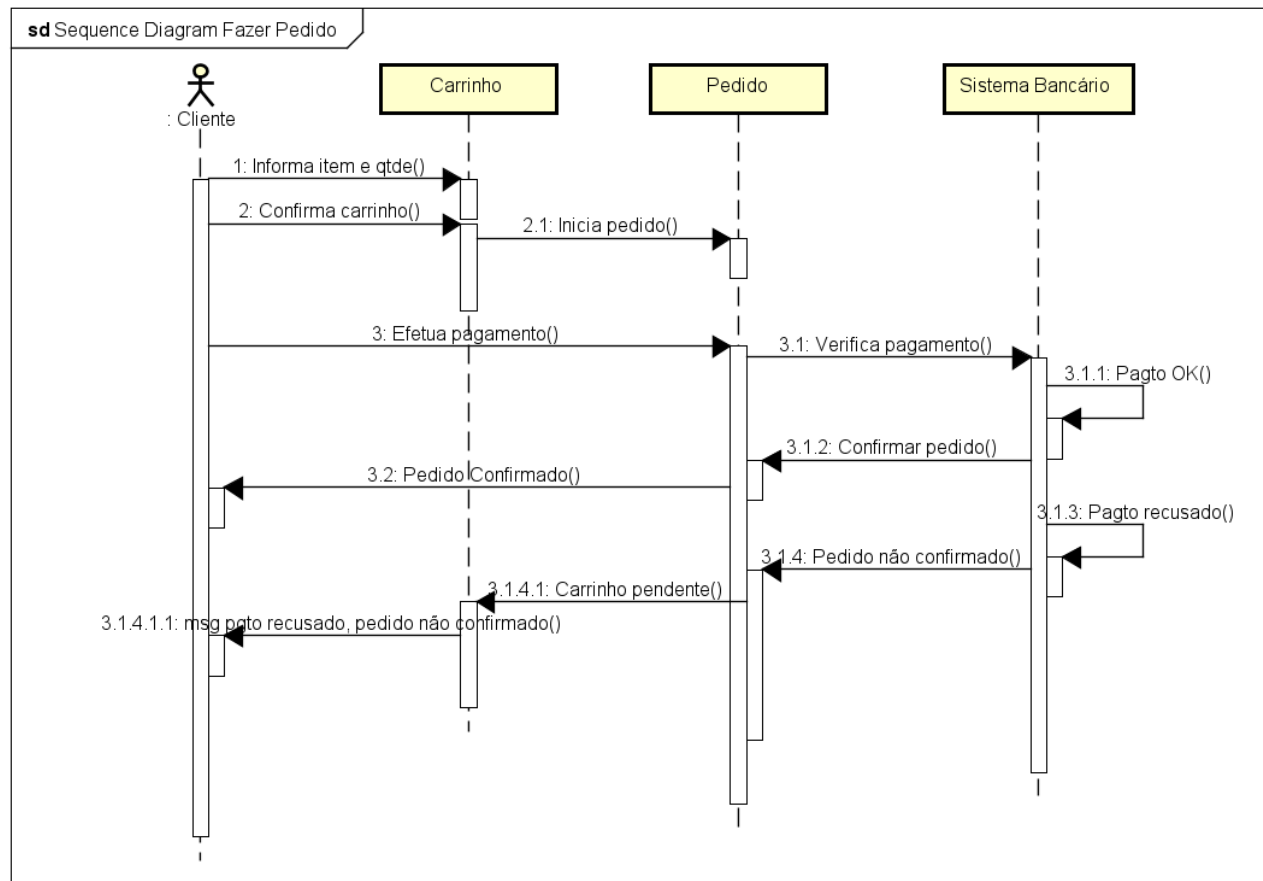 sd Sequence Diagram Fazer Pedido
: Cliente
Carrinho
Pedido
Sistema Bancário
1: Informa item e qtde()
2: Confirma carrinho()
2.1: Inicia pedido()
3: Efetua pagamento()
3.1: Verifica pagamento()
3.1.1: Pagto OK()
3.1.2: Confirmar pedido()
3.2: Pedido Confirmado()
3.1.3: Pagto recusado()
3.1.4: Pedido não confirmado()
3.1.4.1: Carrinho pendente()
3.1.4.1.1: msg pgto recusado, pedido não confirmado()